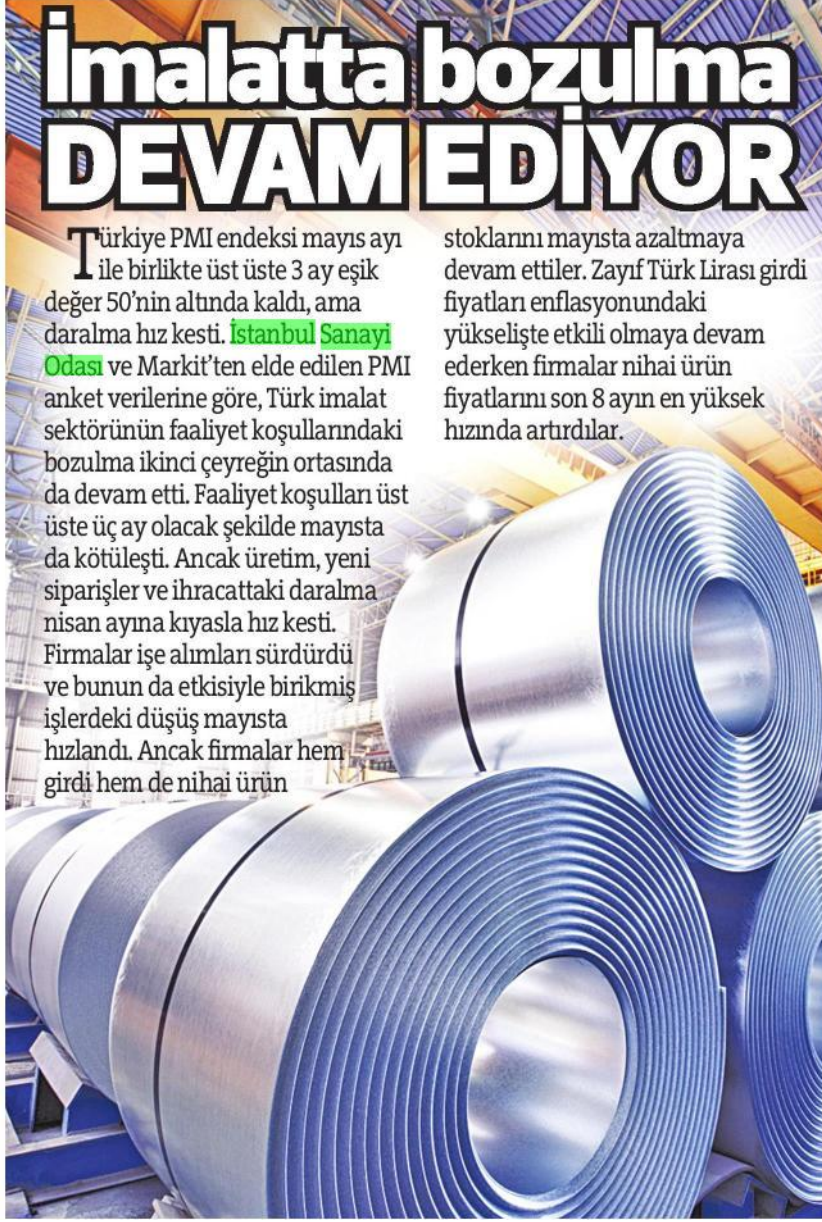 İmalatta bozulma
DEVAM EDİYOR
Türkiye PMI endeksi mayıs ayı
ile birlikte üst üste 3 ay eşik
değer 50’nin altında kaldı, ama
daralma hız kesti. İstanbul Sanayi
Odası ve Markit’ten elde edilen PMI
anket verilerine göre, Türk imalat
sektörünün faaliyet koşullarındaki
bozulma ikinci çeyreğin ortasında
da devam etti. Faaliyet koşulları üst
üste üç ay olacak şekilde mayısta
da kötüleşti. Ancak üretim, yeni
siparişler ve ihracattaki daralma
nisan ayına kıyasla hız kesti.
Firmalar işe alımları sürdürdü
ve bunun da etkisiyle birikmiş
işlerdeki düşüş mayısta
hızlandı. Ancak firmalar hem
girdi hem de nihai ürün
stoklarını mayısta azaltmaya
devam ettiler. Zayıf Türk Lirası girdi
fiyatları enflasyonundaki
yükselişte etkili olmaya devam
ederken firmalar nihai ürün
fiyatlarını son 8 ayın en yüksek
hızında artırdılar.